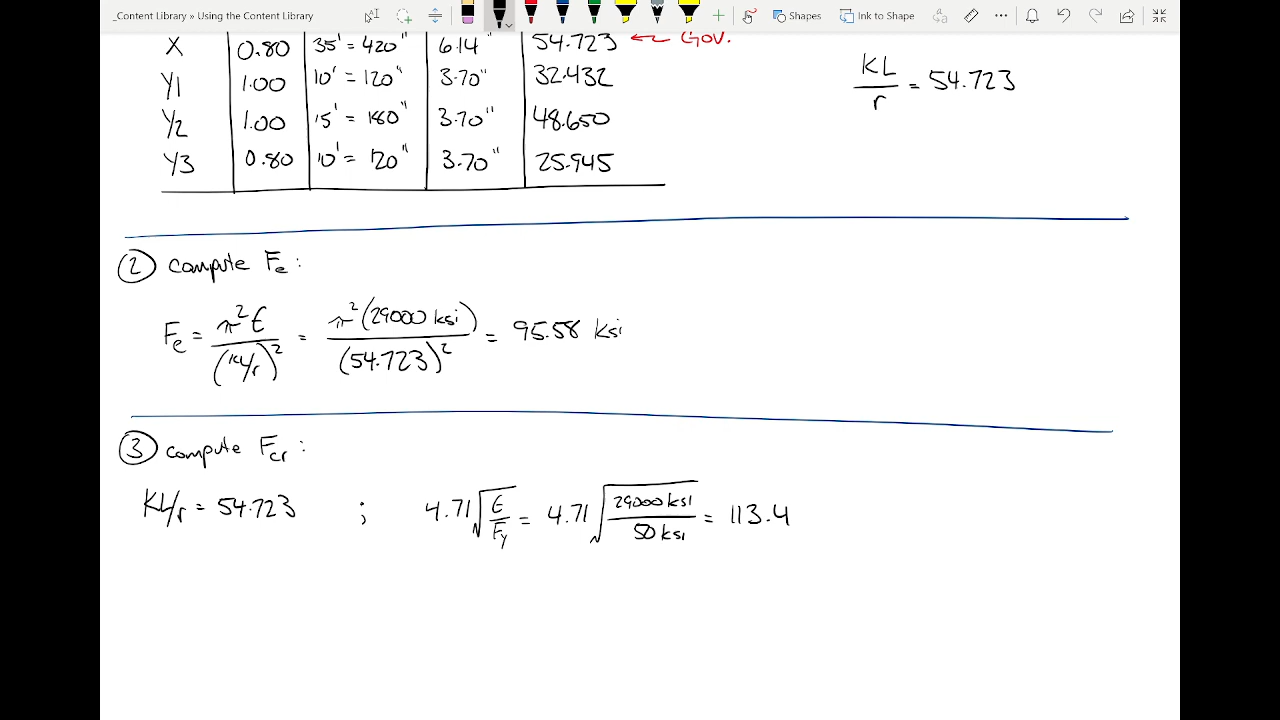 _Content Library » Using the Content Library
Shapes
Ink to Shape
X 0.80 35' = 420" 6.14" 54.723 ← Gov.
Y1 1.00 10' = 120" 3.70" 32.432
Y2 1.00 15' = 180" 3.70" 48.650
Y3 0.80 10' = 120" 3.70" 25.945
KL/r = 54.723
② compute Fe :
Fe = π²E/(KL/r)² = π²(29000 ksi)/(54.723)² = 95.58 ksi
③ compute Fcr :
KL/r = 54.723 ; 4.71√(E/Fy) = 4.71√(29000 ksi/50 ksi) = 113.4